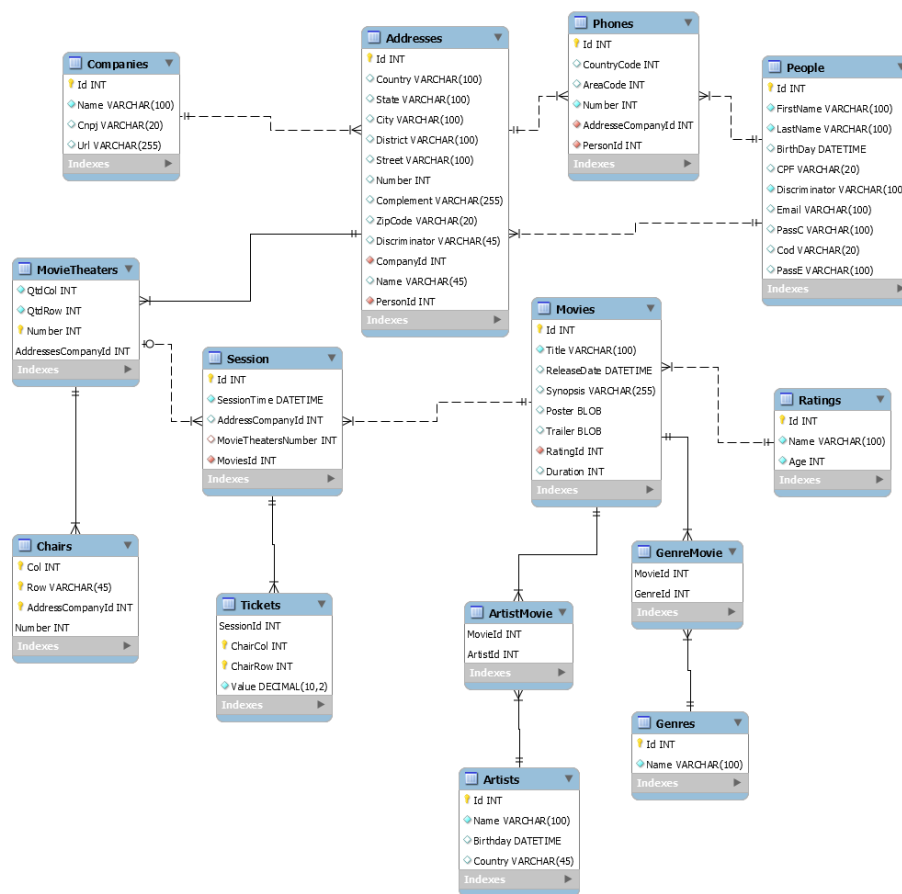 Companies
Id INT
Name VARCHAR(100)
Cnpj VARCHAR(20)
Url VARCHAR(255)
Indexes
Addresses
Id INT
Country VARCHAR(100)
State VARCHAR(100)
City VARCHAR(100)
District VARCHAR(100)
Street VARCHAR(100)
Number INT
Complement VARCHAR(255)
ZipCode VARCHAR(20)
Discriminator VARCHAR(45)
CompanyId INT
Name VARCHAR(45)
PersonId INT
Indexes
Phones
Id INT
CountryCode INT
AreaCode INT
Number INT
AddresseCompanyId INT
PersonId INT
Indexes
People
Id INT
FirstName VARCHAR(100)
LastName VARCHAR(100)
BirthDay DATETIME
CPF VARCHAR(20)
Discriminator VARCHAR(100
Email VARCHAR(100)
PassC VARCHAR(100)
Cod VARCHAR(20)
PassE VARCHAR(100)
Indexes
MovieTheaters
QtdCol INT
QtdRow INT
Number INT
AddressesCompanyId INT
Indexes
Session
Id INT
SessionTime DATETIME
AddressCompanyId INT
MovieTheatersNumber INT
MoviesId INT
Indexes
Movies
Id INT
Title VARCHAR(100)
ReleaseDate DATETIME
Synopsis VARCHAR(255)
Poster BLOB
Trailer BLOB
RatingId INT
Duration INT
Indexes
Ratings
Id INT
Name VARCHAR(100)
Age INT
Indexes
Chairs
Col INT
Row VARCHAR(45)
AddressCompanyId INT
Number INT
Indexes
Tickets
SessionId INT
ChairCol INT
ChairRow INT
Value DECIMAL(10,2)
Indexes
ArtistMovie
MovieId INT
ArtistId INT
Indexes
GenreMovie
MovieId INT
GenreId INT
Indexes
Genres
Id INT
Name VARCHAR(100)
Indexes
Artists
Id INT
Name VARCHAR(100)
Birthday DATETIME
Country VARCHAR(45)
Indexes